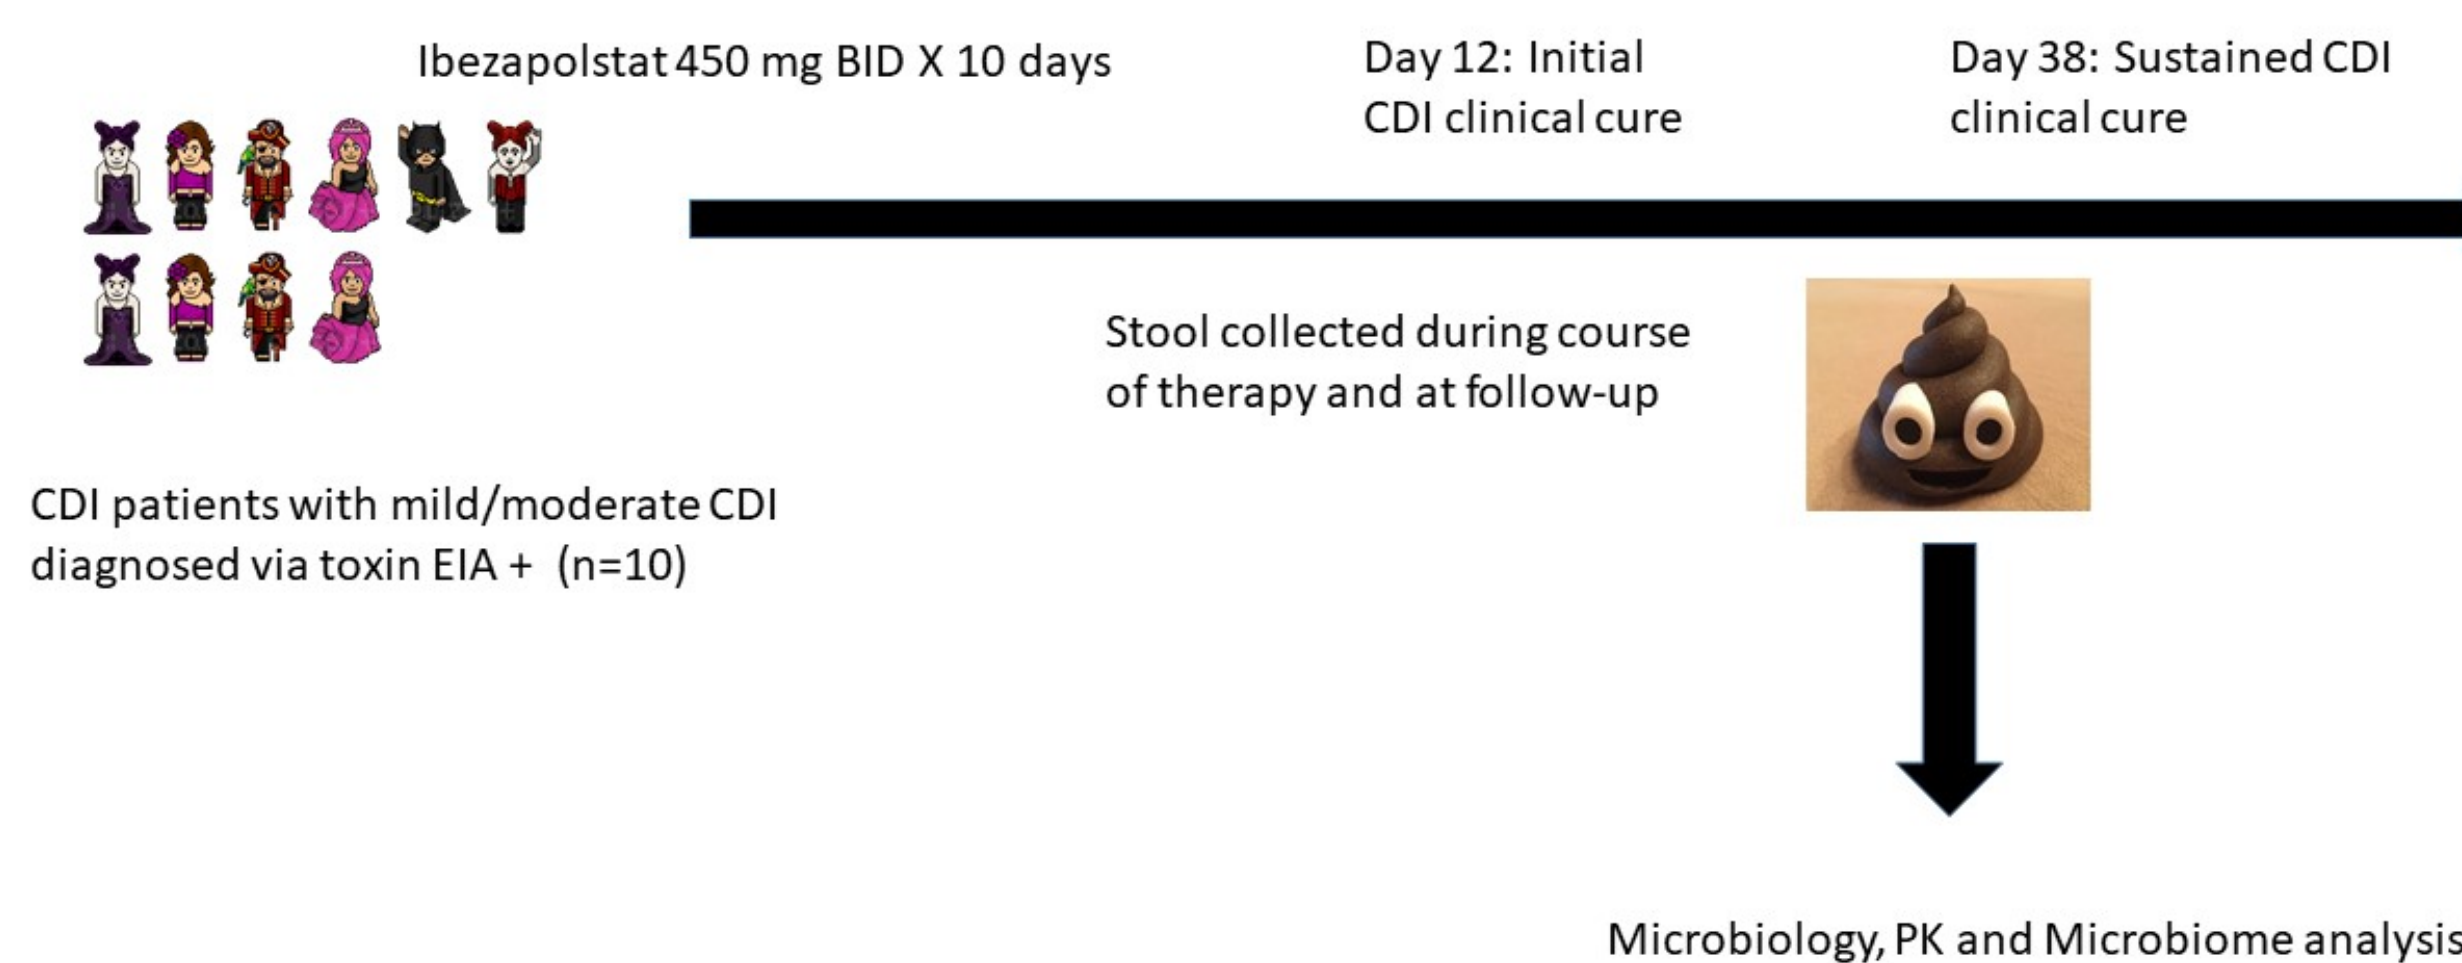 Ibezapolstat 450 mg BID X 10 days
Day 12: Initial
CDI clinical cure
Day 38: Sustained CDI
clinical cure
Stool collected during course
of therapy and at follow-up
CDI patients with mild/moderate CDI
diagnosed via toxin EIA + (n=10)
Microbiology, PK and Microbiome analysis